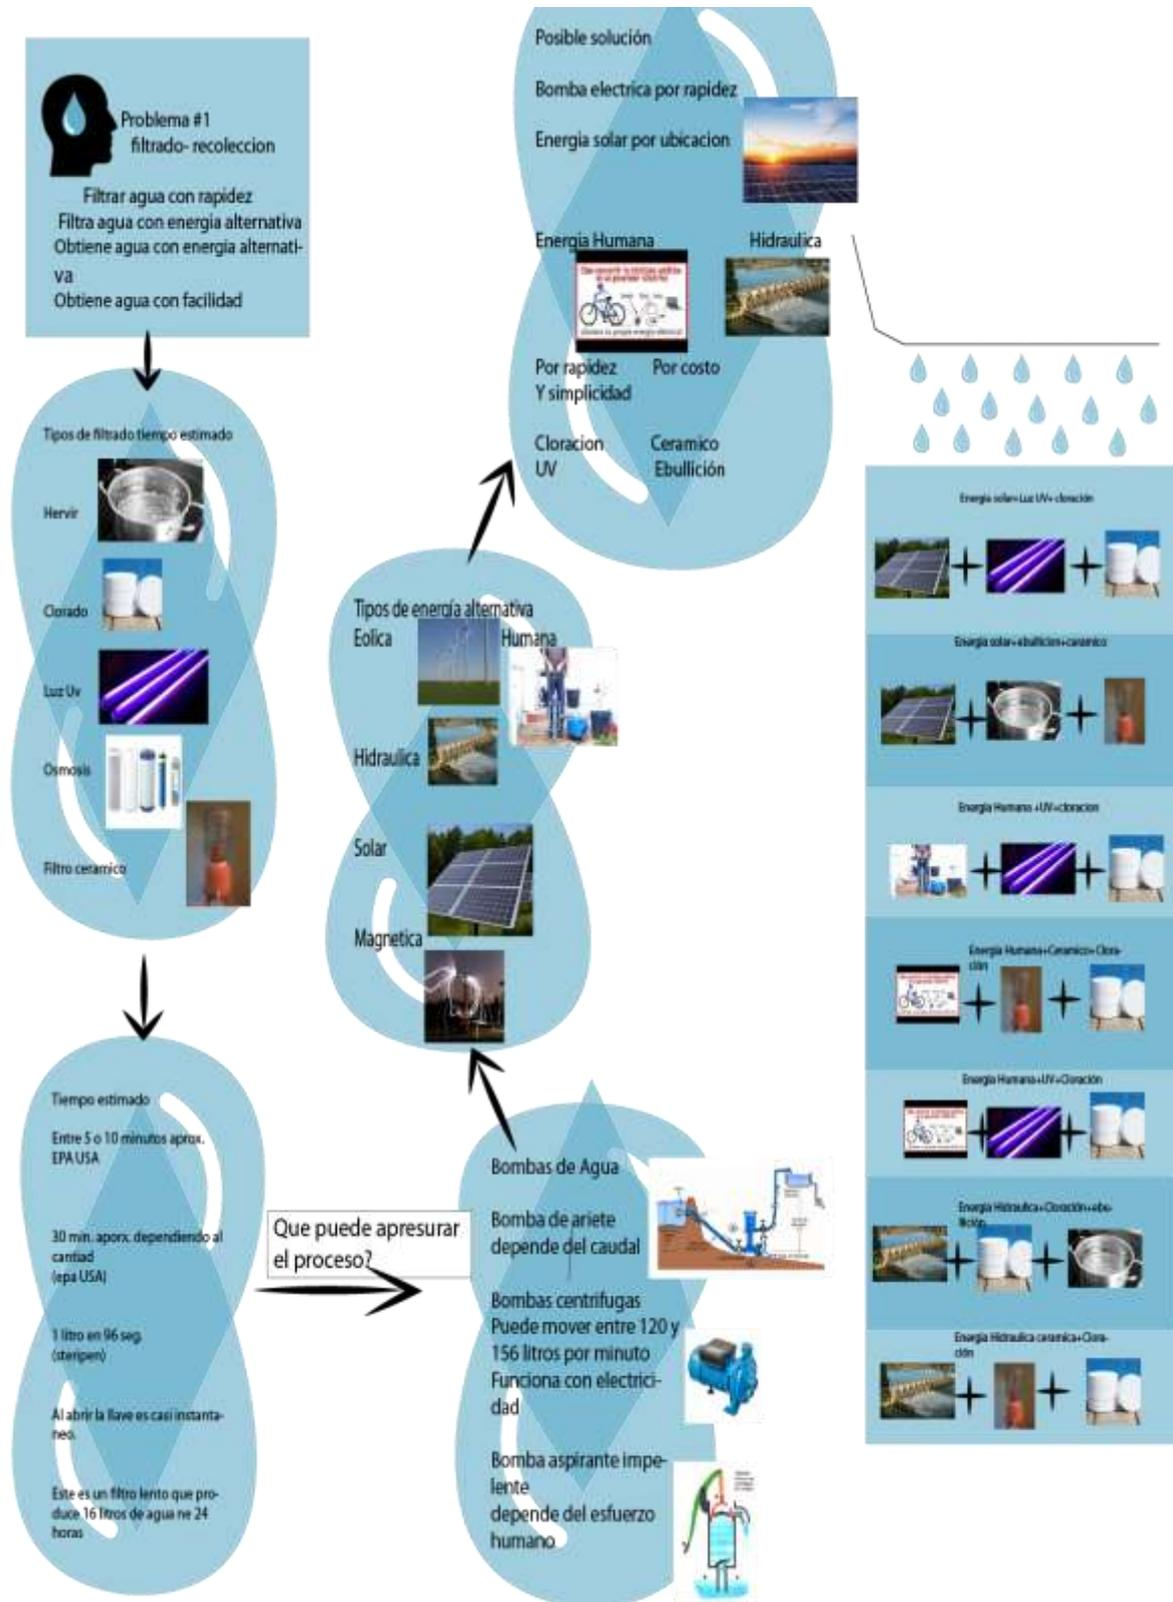 Problema #1
filtrado- recoleccion
Filtrar agua con rapidez
Filtra agua con energia alternativa
Obtiene agua con energia alternati-
va
Obtiene agua con facilidad
Tipos de filtrado tiempo estimado
Hervir
Clorado
Luz Uv
Osmosis
Filtro ceramico
Tiempo estimado
Entre 5 o 10 minutos aprox.
EPA USA
30 min. aporx. dependiendo al
cantiad
(epa USA)
1 litro en 96 seg.
(steripen)
Al abrir la llave es casi instanta-
neo.
Este es un filtro lento que pro-
duce 16 litros de agua ne 24
horas
Que puede apresurar
el proceso?
Bombas de Agua
Bomba de ariete
depende del caudal
Bombas centrifugas
Puede mover entre 120 y
156 litros por minuto
Funciona con electrici-
dad
Bomba aspirante impe-
lente
depende del esfuerzo
humano
Tipos de energía alternativa
Eolica
Humana
Hidraulica
Solar
Magnetica
Posible solución
Bomba electrica por rapidez
Energia solar por ubicacion
Energia Humana
Hidraulica
Por rapidez
Y simplicidad
Por costo
Cloracion
UV
Ceramico
Ebullición
Energia solar+Luz UV+ cloración
Energia solar+ebullicion+ceramico
Energia Humana +UV+cloracion
Energia Humana+Ceramico+Clora-
ción
Energia Humana+UV+Cloración
Energia Hidraulica+Cloración+ebu-
llición
Energia Hidraulica ceramica+Clora-
ción